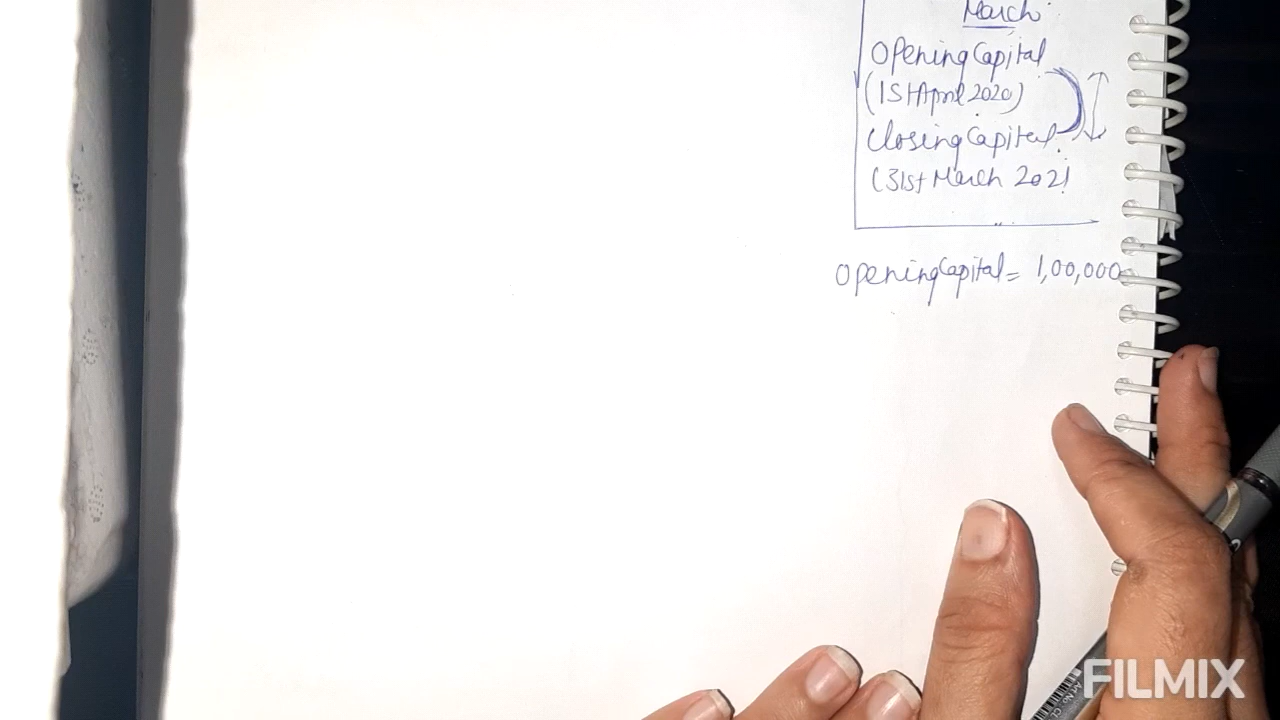 March
Opening Capital
(1st April 2020)
Closing Capital.
(31st March 2021
Opening Capital = 1,00,000
FILMIX